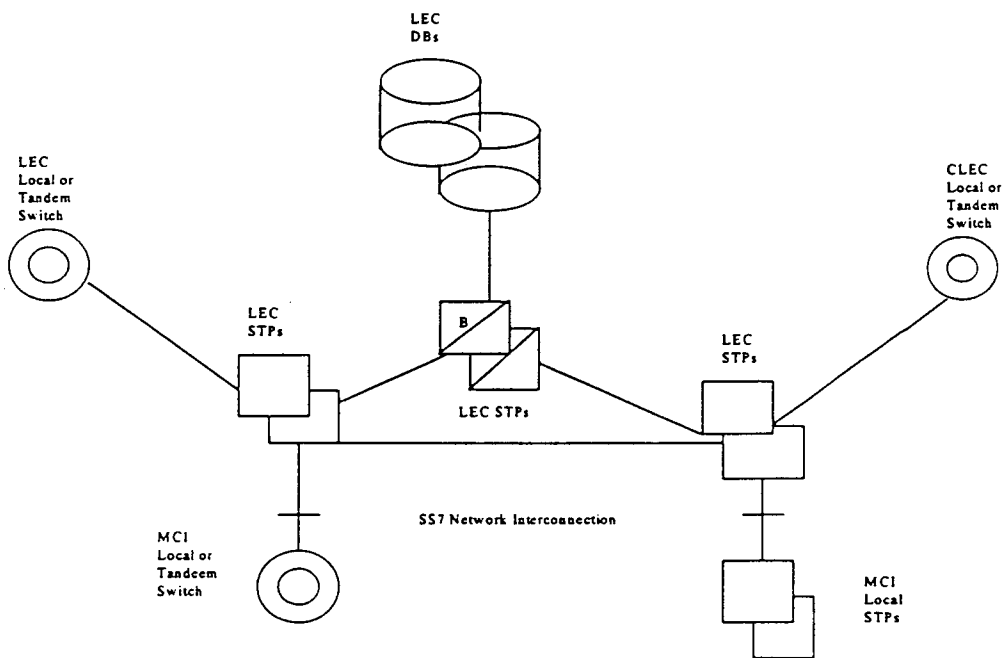 LEC
DBs
LEC
Local or
Tandem
Switch
CLEC
Local or
Tandem
Switch
LEC
STPs
B
LEC
STPs
LEC STPs
SS7 Network Interconnection
MCI
Local or
Tandeem
Switch
MCI
Local
STPs